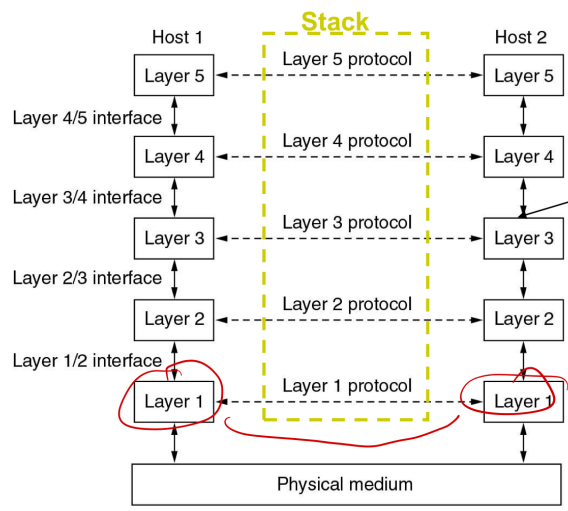 Stack
Host 1
Host 2
Layer 5
Layer 5 protocol
Layer 5
Layer 4/5 interface
Layer 4
Layer 4 protocol
Layer 4
Layer 3/4 interface
Layer 3
Layer 3 protocol
Layer 3
Layer 2/3 interface
Layer 2
Layer 2 protocol
Layer 2
Layer 1/2 interface
Layer 1
Layer 1 protocol
Layer 1
Physical medium